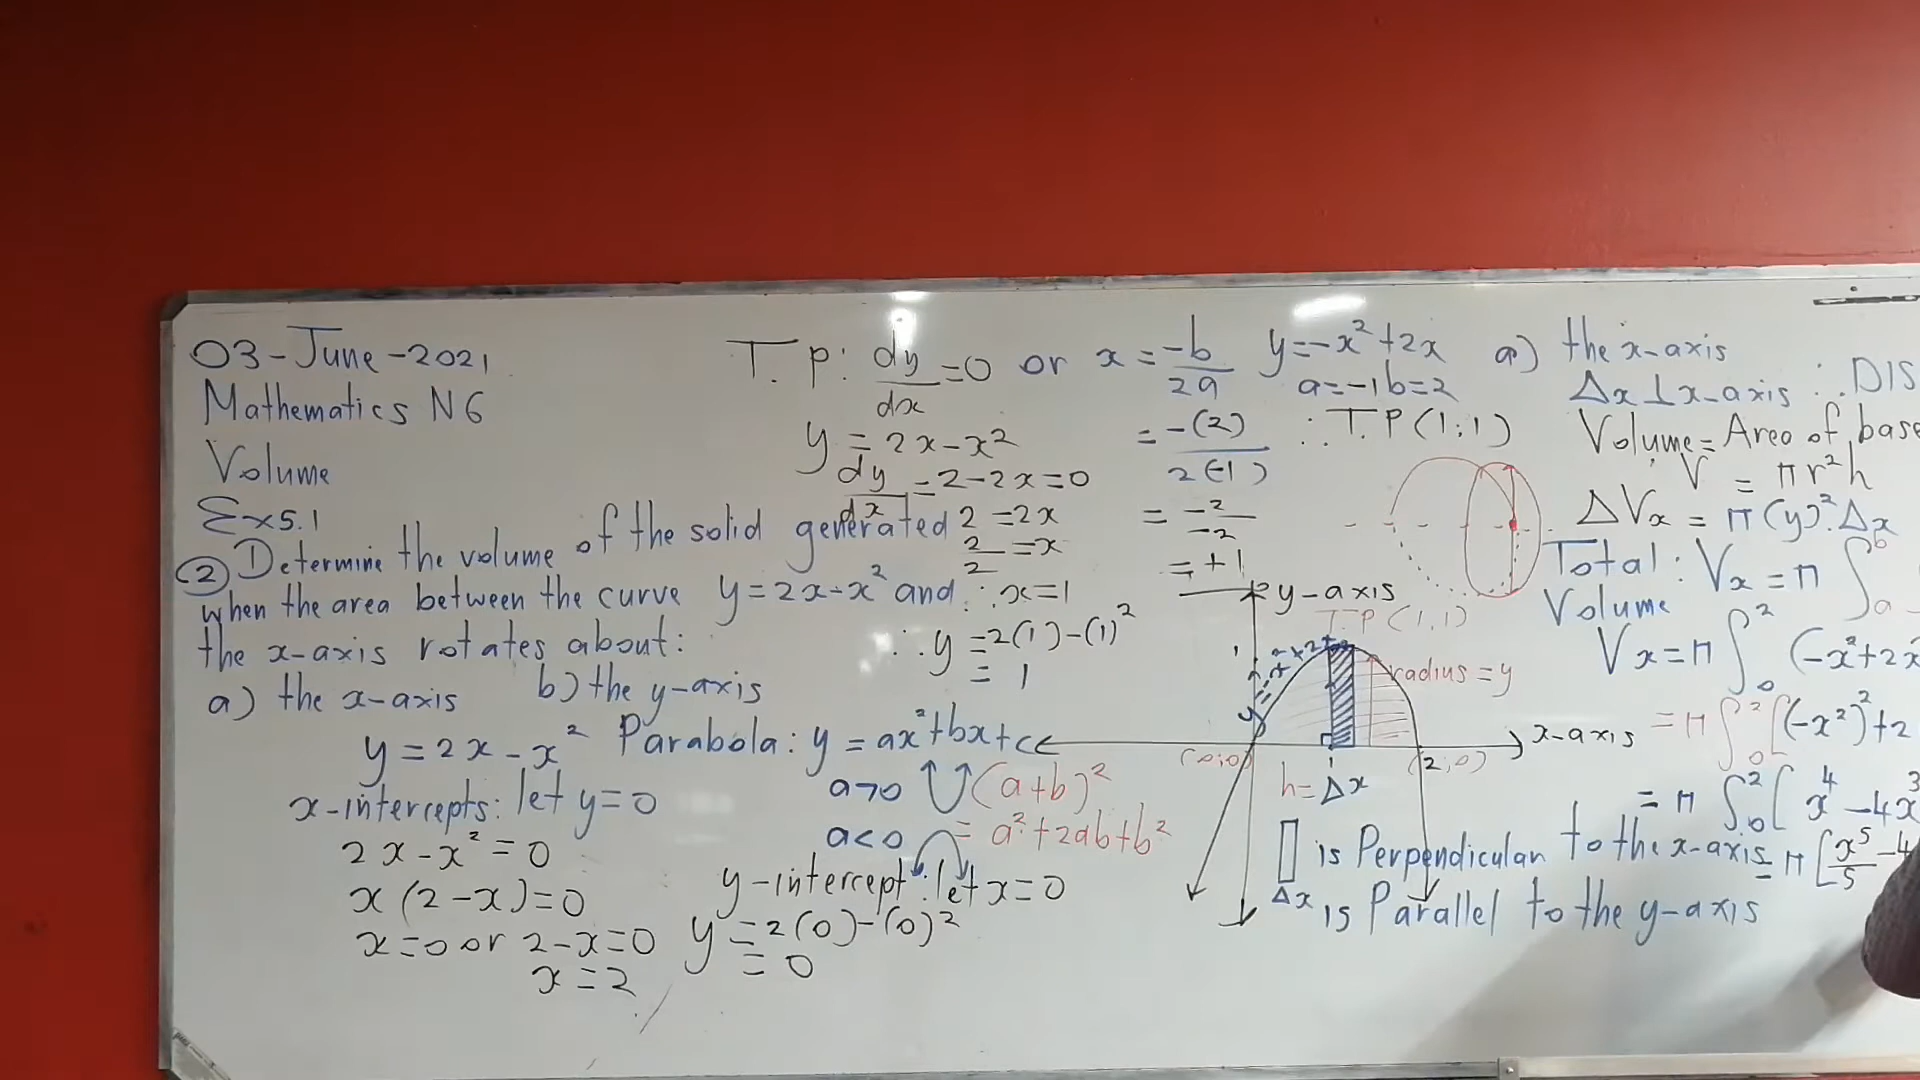 03-June-2021
Mathematics N6
Volume
Ex5.1
② Determine the volume of the solid generated
when the area between the curve y=2x-x² and
the x-axis rotates about:
a) the x-axis b) the y-axis
y=2x-x² Parabola: y=ax²+bx+c
x-intercepts: let y=0
2x-x²=0
x(2-x)=0
x=0 or 2-x=0
x=2
a>0
a<0
(a+b)²
=a²+2ab+b²
y-intercept: let x=0
y=2(0)-(0)²
=0
T.P: dy/dx=0 or x=-b/2a
y=2x-x²
dy/dx=2-2x=0
2=2x
2/2=x
∴x=1
∴y=2(1)-(1)²
=1
=-(2)/2(-1)
=-2/-2
=+1
y=-x²+2x
a=-1 b=2
∴T.P(1;1)
y-axis
T.P(1,1)
1
radius=y
x-axis
(0;0)
1
(2;0)
h=Δx
▯ is Perpendicular to the x-axis
Δx is Parallel to the y-axis
a) the x-axis
Δx⊥x-axis ∴DIS
Volume=Area of base
V=πr²h
ΔVx=π(y)².Δx
Total: Vx=π∫ₐᵇ
Volume
Vx=π∫₀²(-x²+2x
=π∫₀²[(-x²)²+2
=π∫₀²[x⁴-4x³
=π[x⁵/5-4